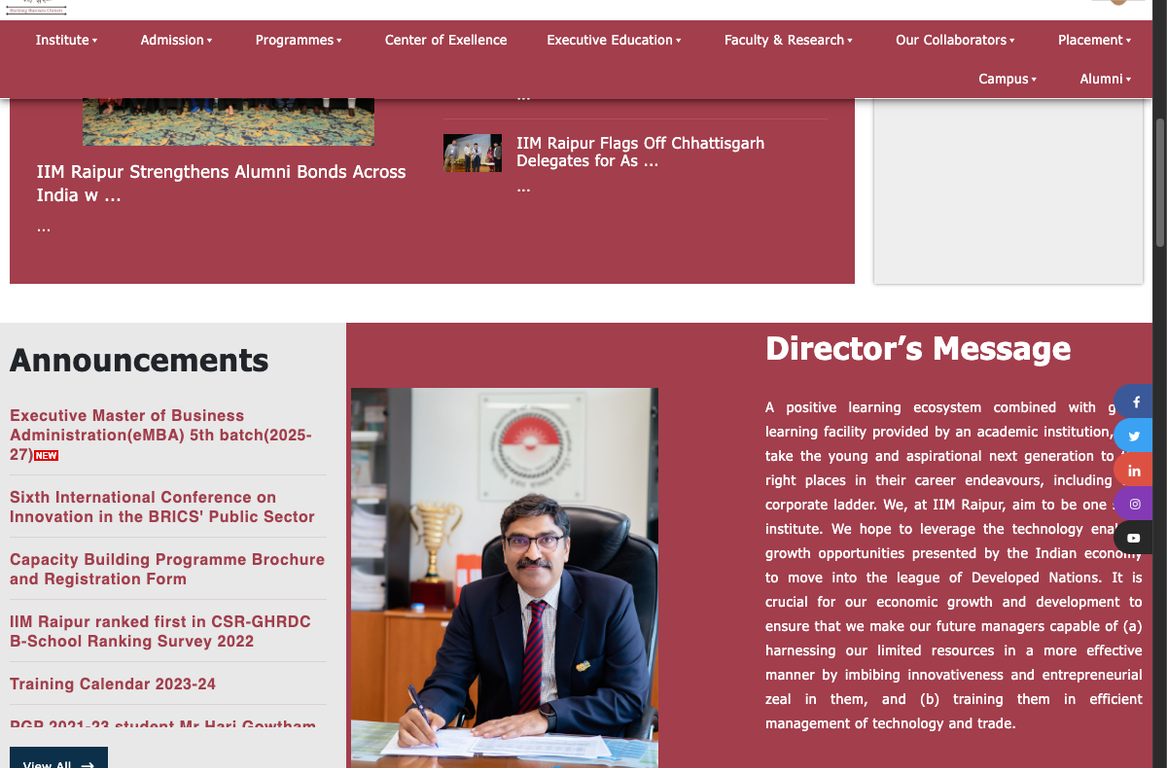 Institute
Admission
Programmes
Center of Exellence
Executive Education
Faculty & Research
Our Collaborators
Placement
Campus
Alumni
IIM Raipur Strengthens Alumni Bonds Across
India w ...
...
...
IIM Raipur Flags Off Chhattisgarh
Delegates for As ...
...
Announcements
Executive Master of Business
Administration(eMBA) 5th batch(2025-
27) NEW
Sixth International Conference on
Innovation in the BRICS' Public Sector
Capacity Building Programme Brochure
and Registration Form
IIM Raipur ranked first in CSR-GHRDC
B-School Ranking Survey 2022
Training Calendar 2023-24
PGP 2021-23 student Mr Hari Gowtham
View All →
Director’s Message
A positive learning ecosystem combined with
learning facility provided by an academic institution,
take the young and aspirational next generation to
right places in their career endeavours, including
corporate ladder. We, at IIM Raipur, aim to be one
institute. We hope to leverage the technology
growth opportunities presented by the Indian economy
to move into the league of Developed Nations. It is
crucial for our economic growth and development to
ensure that we make our future managers capable of (a)
harnessing our limited resources in a more effective
manner by imbibing innovativeness and entrepreneurial
zeal in them, and (b) training them in efficient
management of technology and trade.